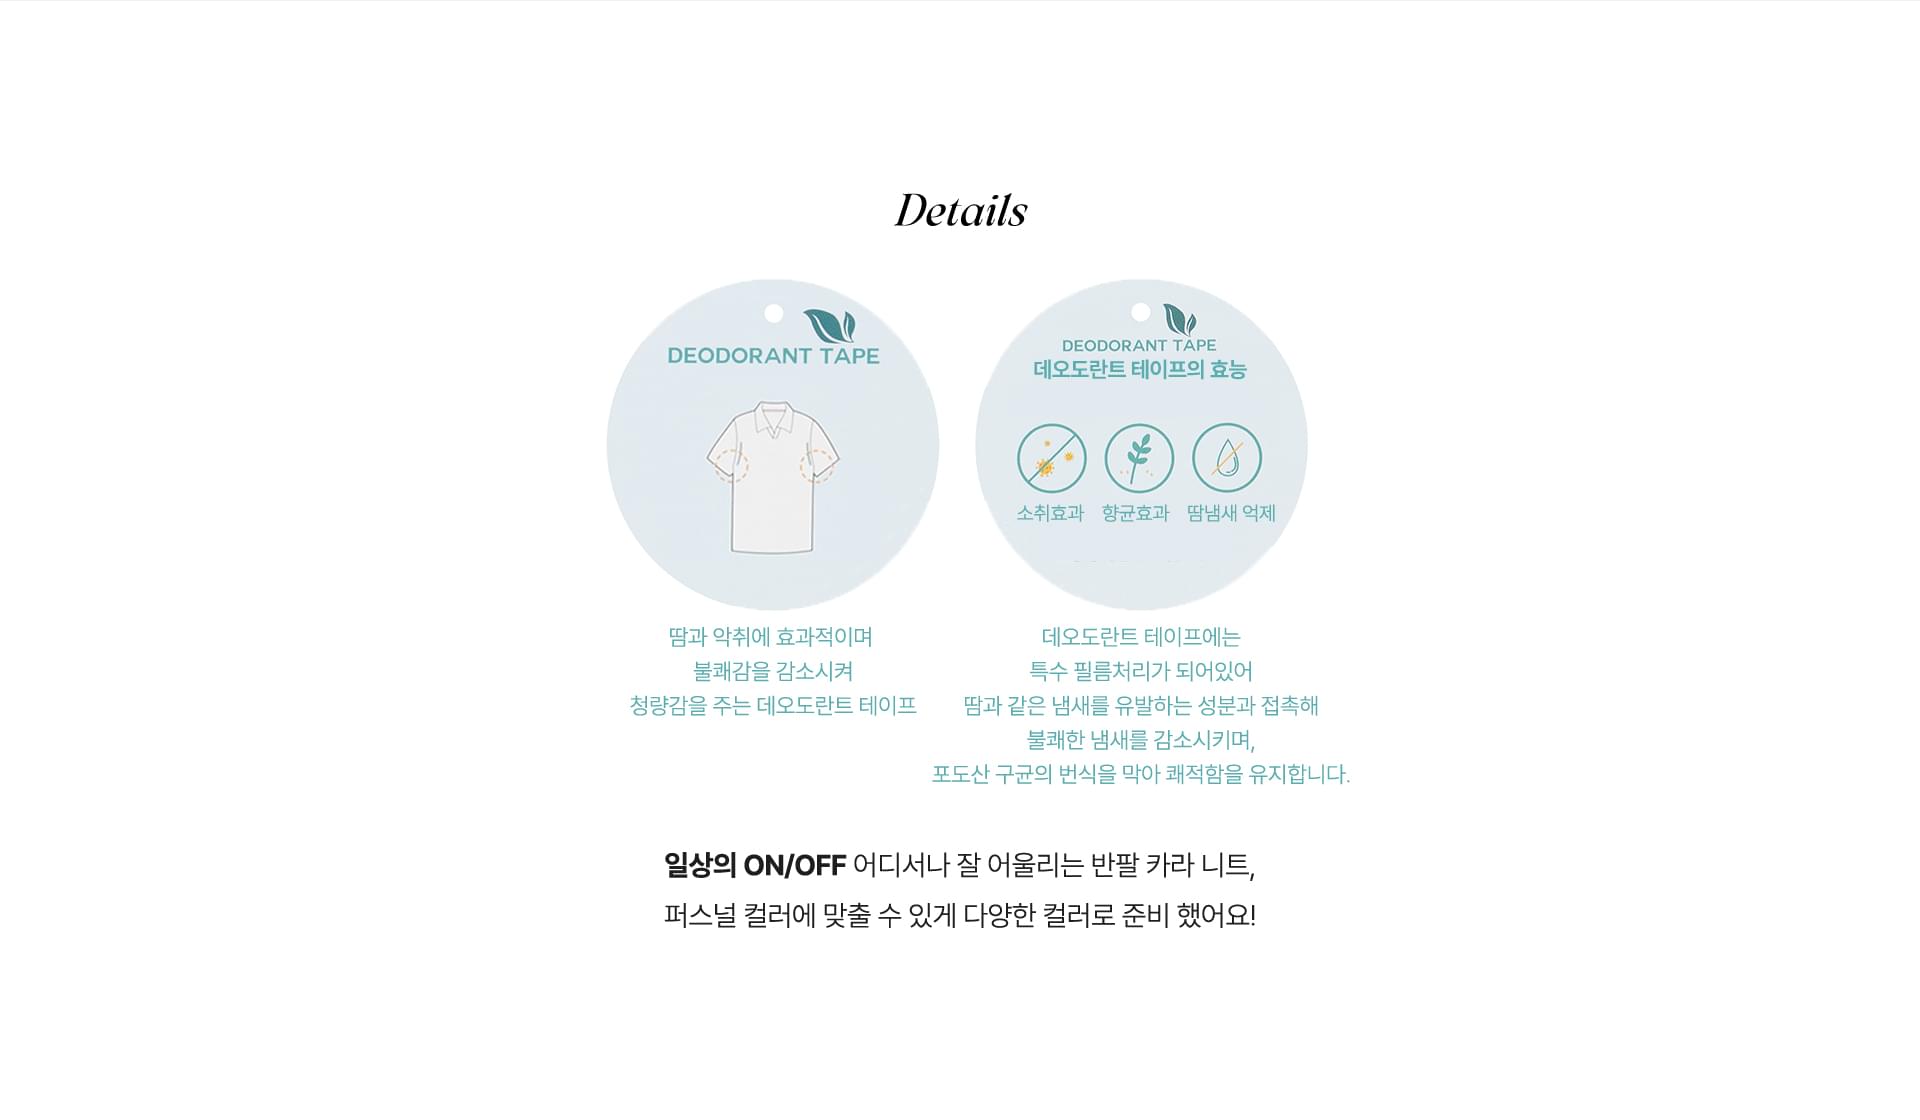 Details
DEODORANT TAPE
DEODORANT TAPE
데오도란트 테이프의 효능
소취효과 향균효과 땀냄새 억제
땀과 악취에 효과적이며
불쾌감을 감소시켜
청량감을 주는 데오도란트 테이프
데오도란트 테이프에는
특수 필름처리가 되어있어
땀과 같은 냄새를 유발하는 성분과 접촉해
불쾌한 냄새를 감소시키며,
포도산 구균의 번식을 막아 쾌적함을 유지합니다.
일상의 ON/OFF 어디서나 잘 어울리는 반팔 카라 니트,
퍼스널 컬러에 맞출 수 있게 다양한 컬러로 준비 했어요!